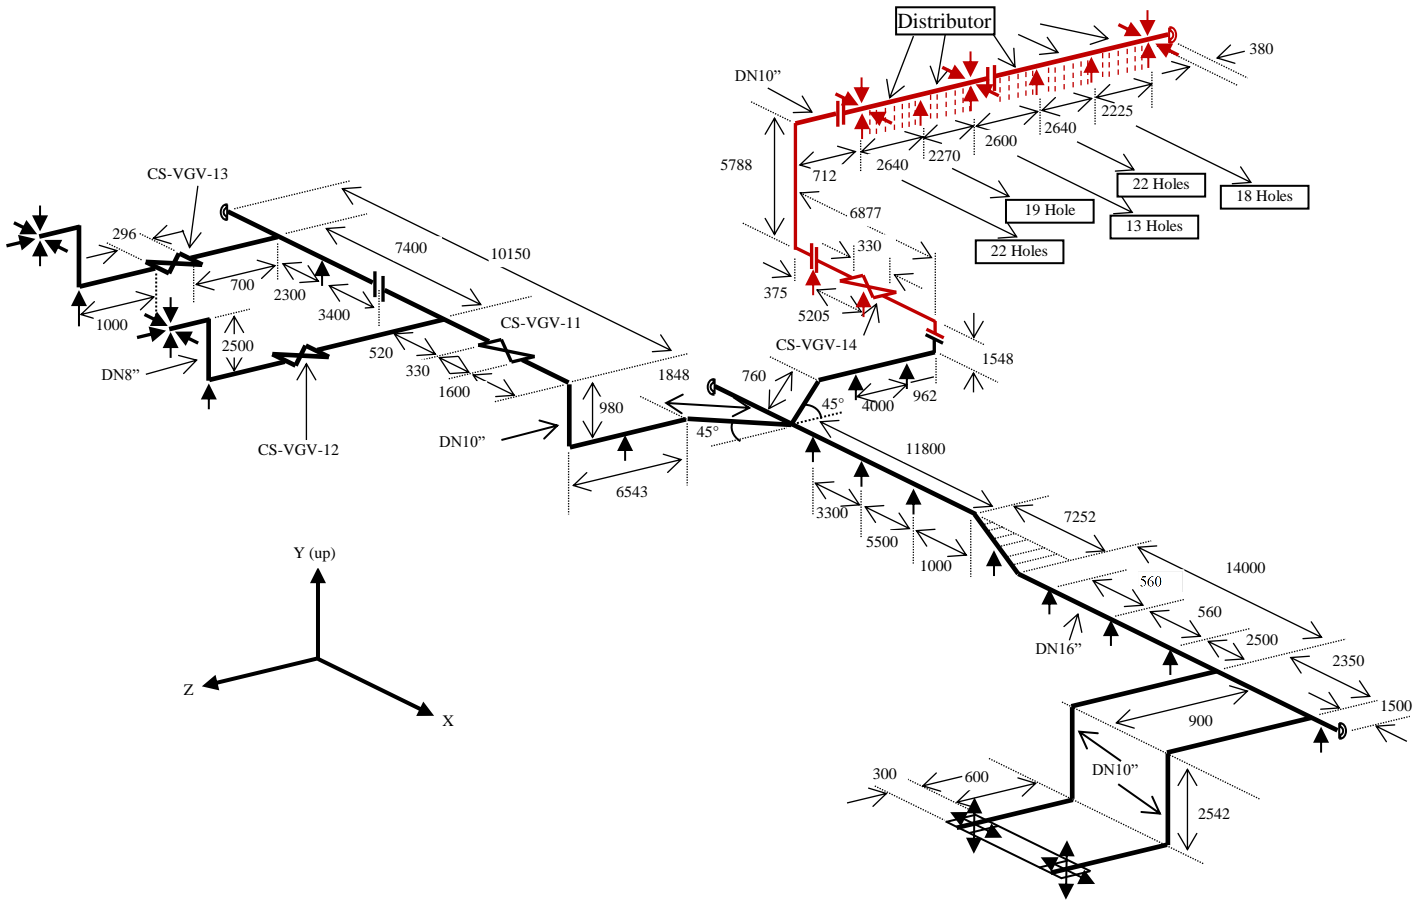 Distributor
380
DN10”
2225
2640
2600
2270
2640
712
5788
22 Holes
18 Holes
19 Hole
13 Holes
22 Holes
CS-VGV-13
6877
330
296
7400
10150
700
2300
375
3400
5205
1000
2500
CS-VGV-11
520
CS-VGV-14
1548
DN8”
330
1848
760
1600
4000
962
45°
980
45°
DN10”
CS-VGV-12
11800
6543
3300
7252
5500
1000
14000
Y (up)
560
560
2500
DN16”
2350
Z
X
1500
900
DN10”
300
600
2542